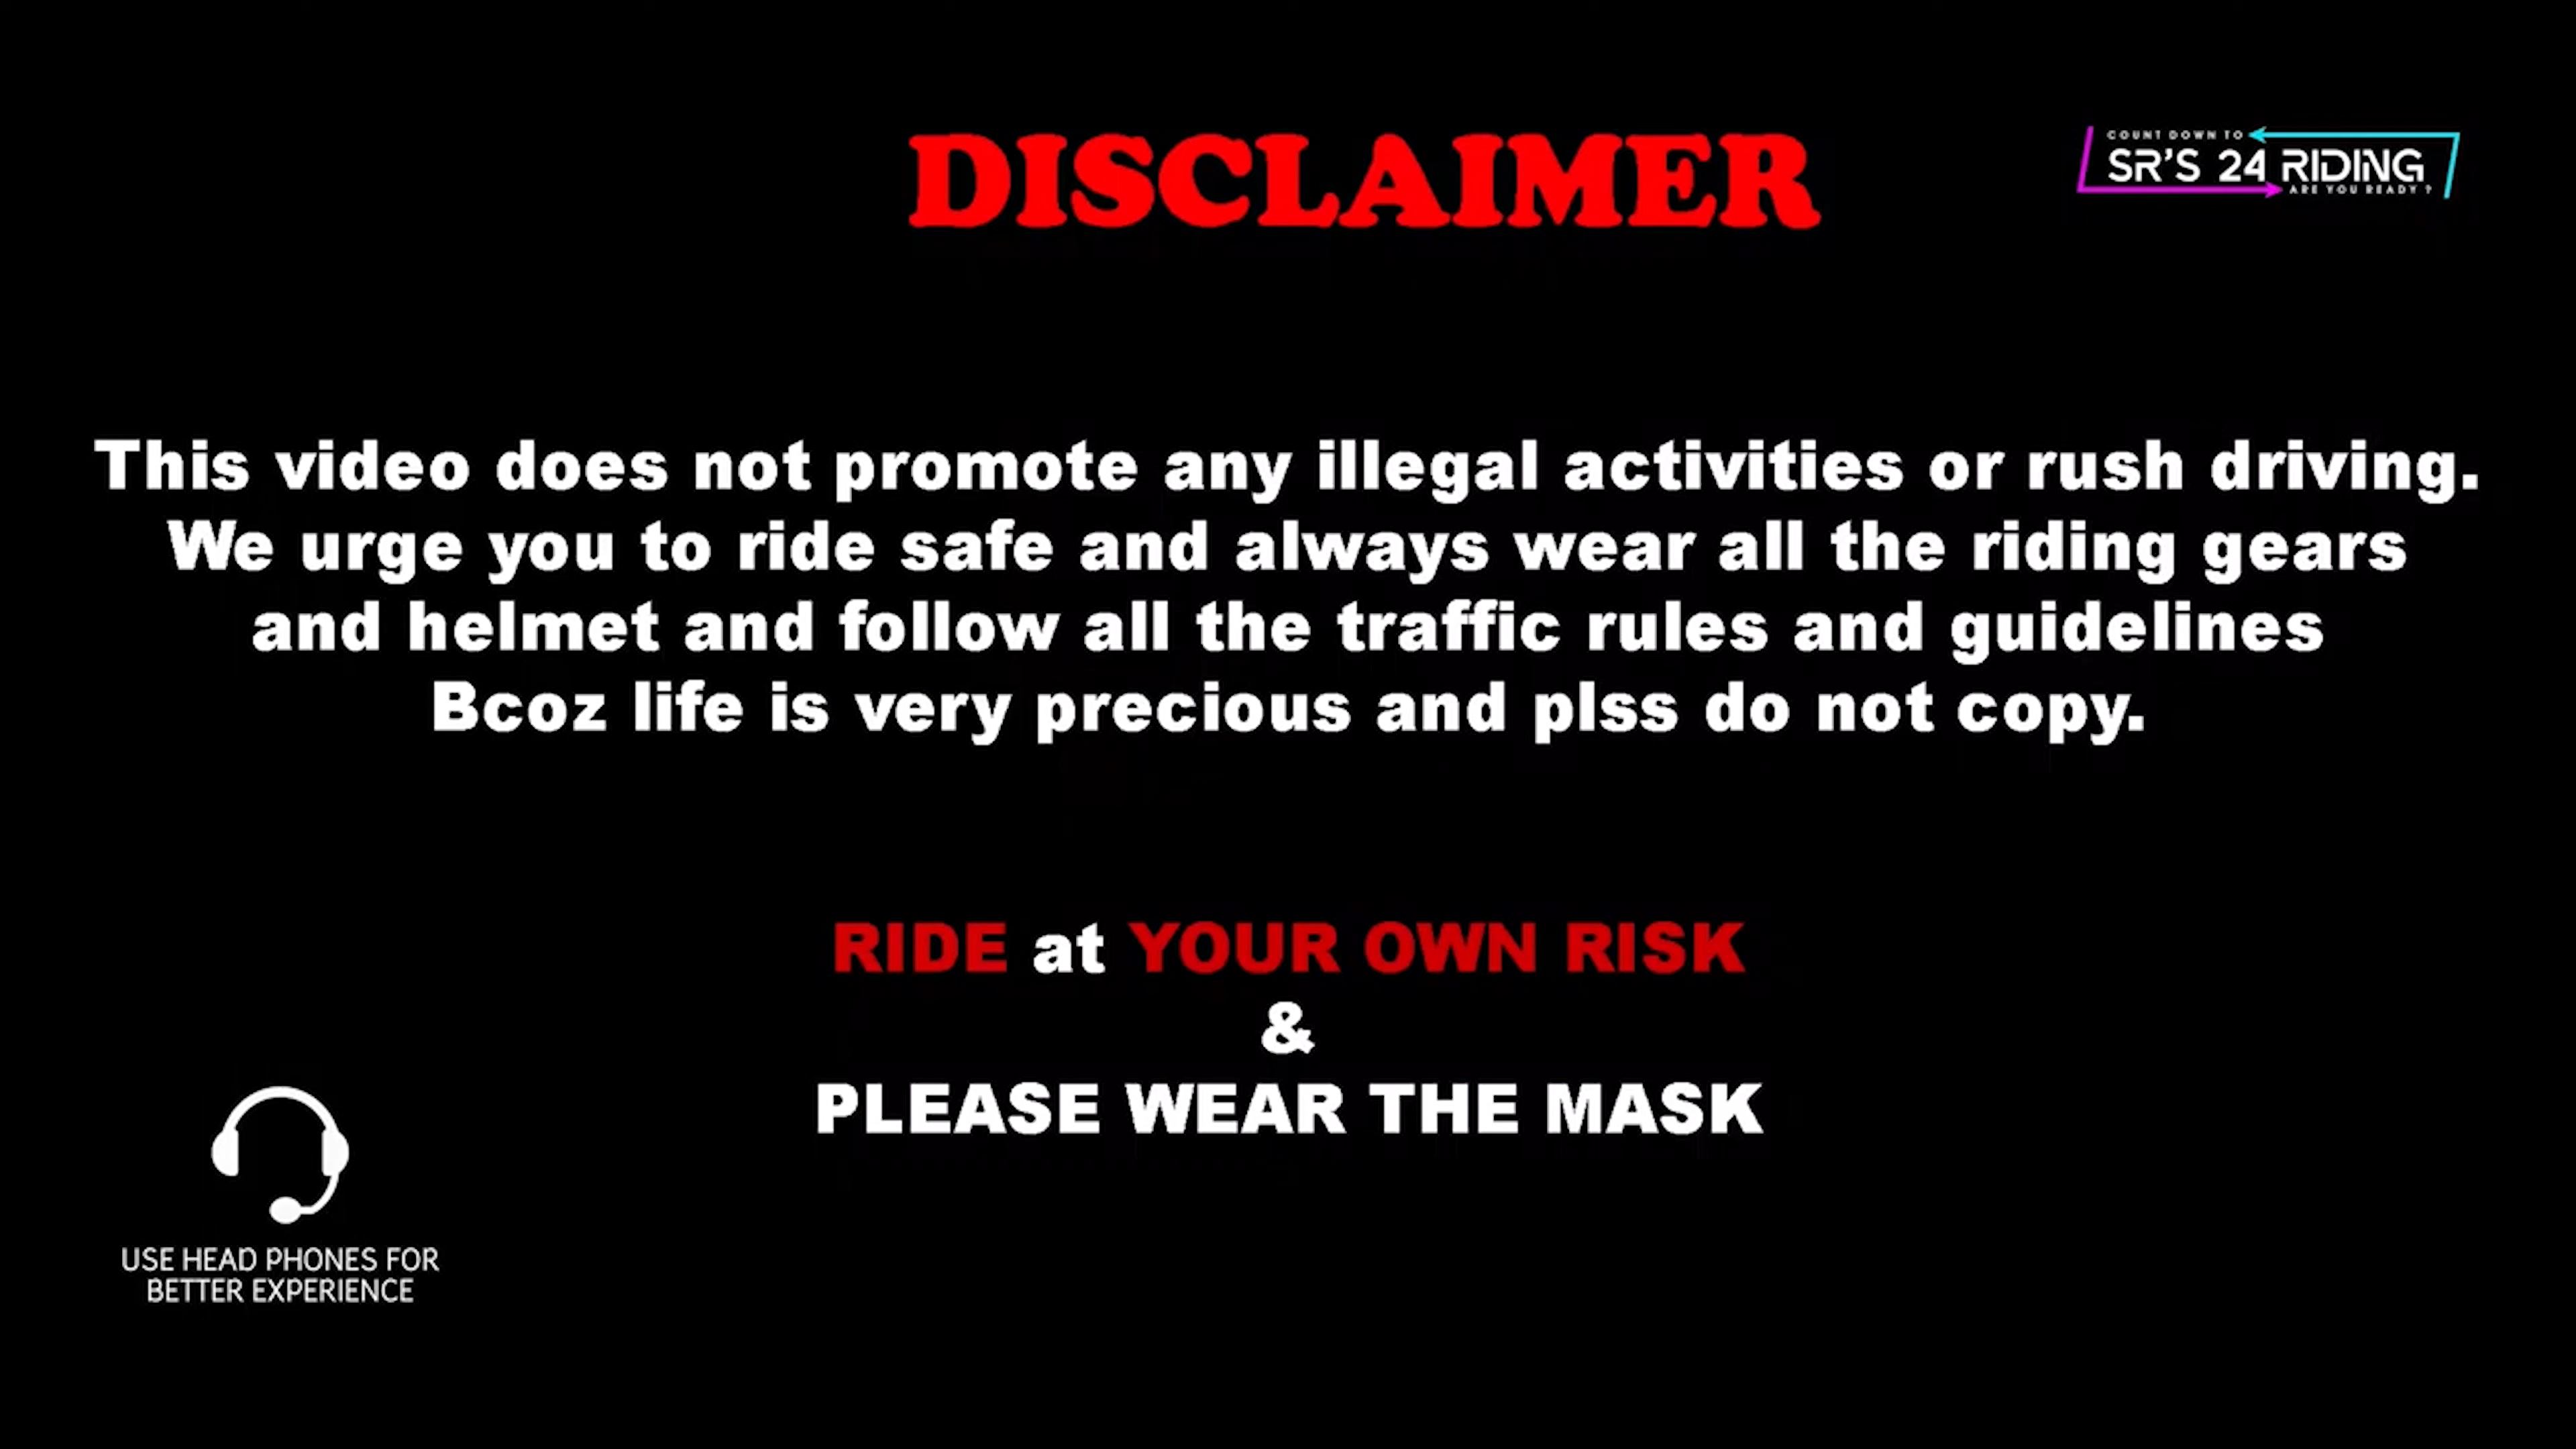 DISCLAIMER
COUNT DOWN TO
SR'S 24 RIDING
ARE YOU READY ?
This video does not promote any illegal activities or rush driving.
We urge you to ride safe and always wear all the riding gears
and helmet and follow all the traffic rules and guidelines
Bcoz life is very precious and plss do not copy.
RIDE at YOUR OWN RISK
&
PLEASE WEAR THE MASK
USE HEAD PHONES FOR
BETTER EXPERIENCE